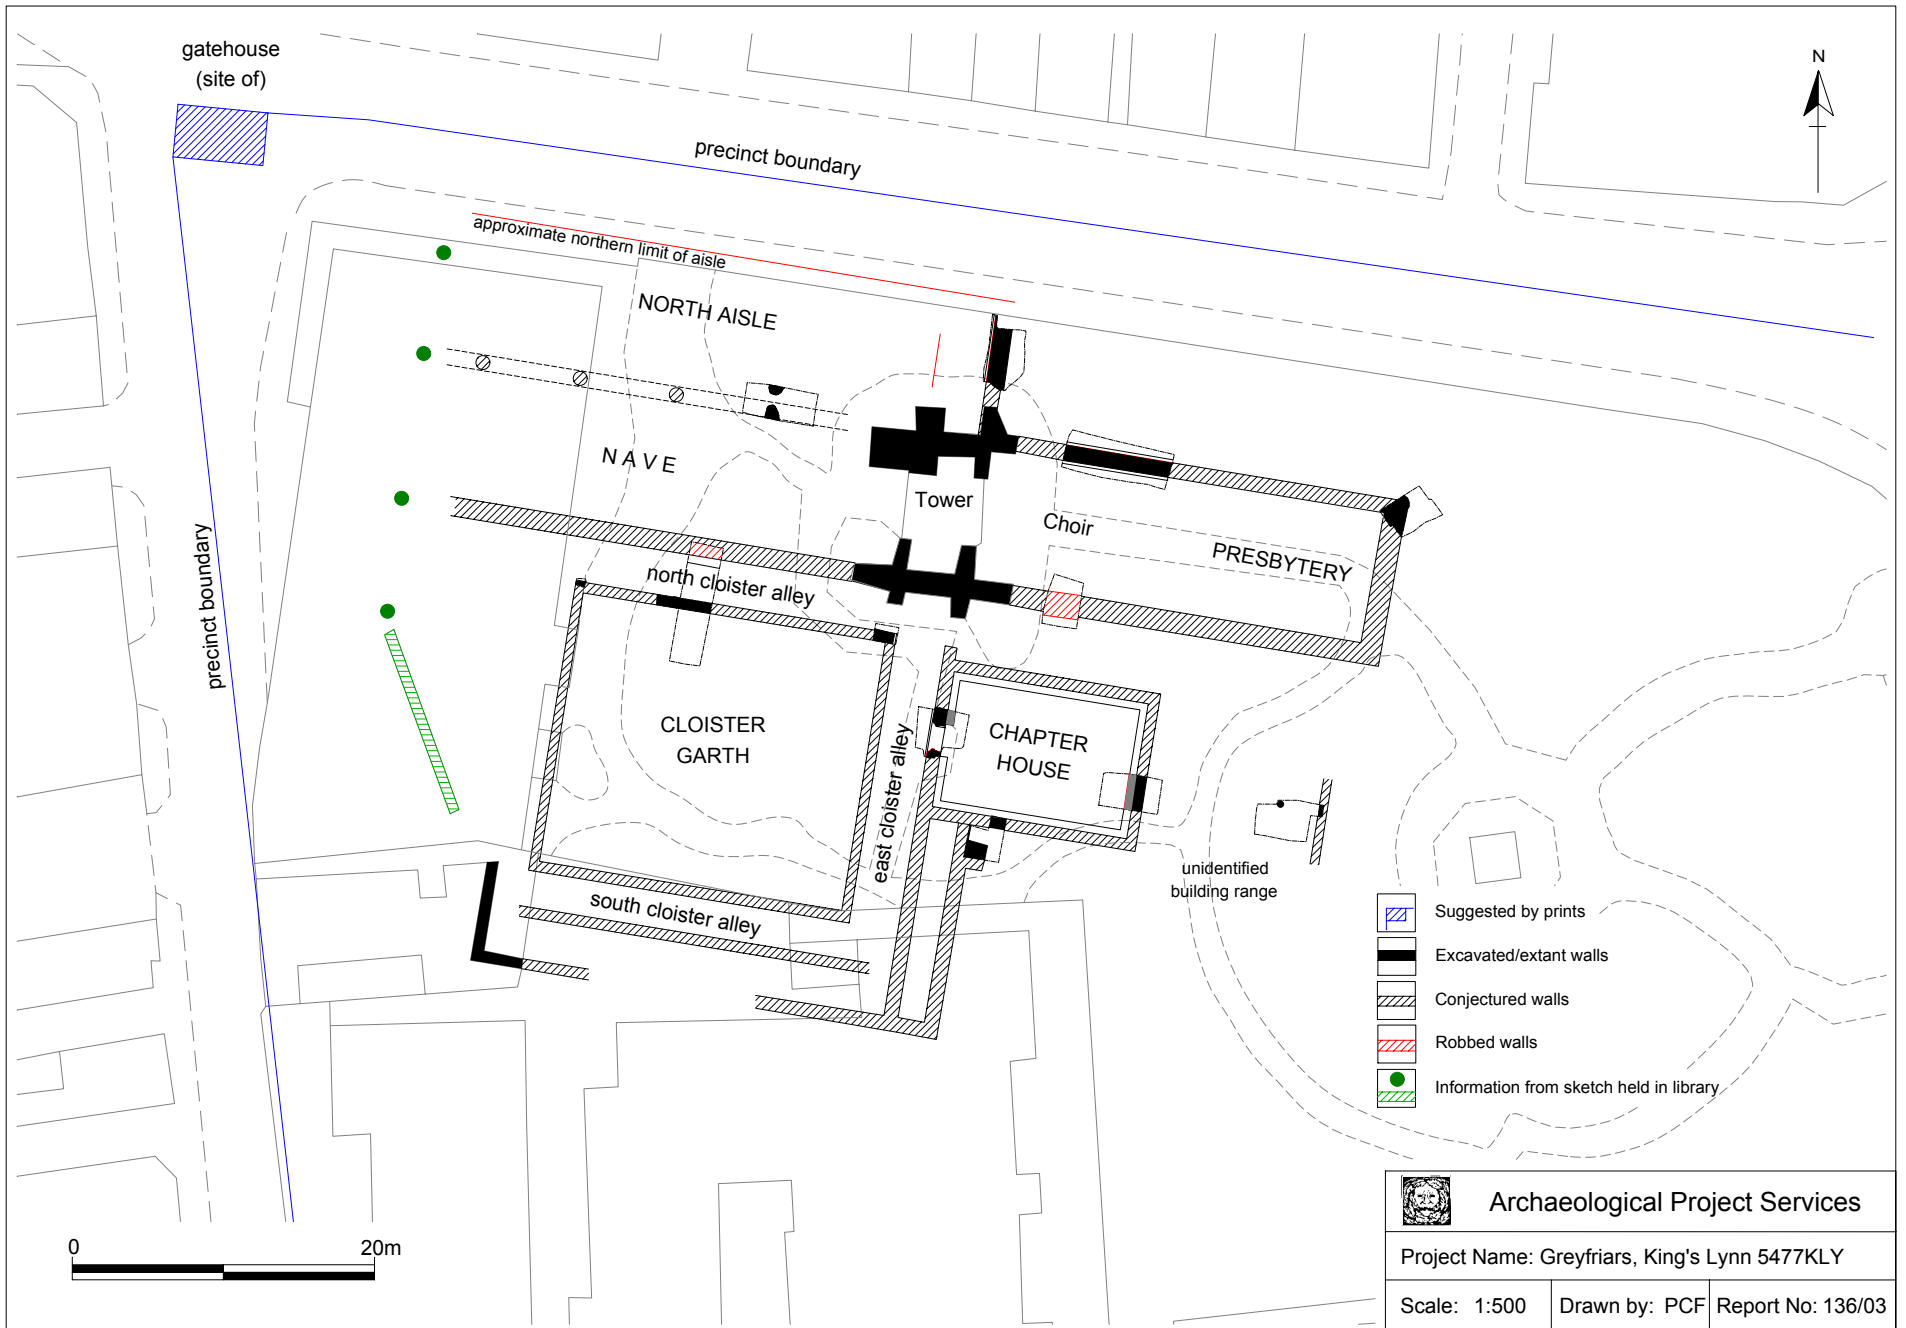 gatehouse
(site of)
N
precinct boundary
approximate northern limit of aisle
NORTH AISLE
NAVE
Tower
Choir
PRESBYTERY
precinct boundary
north cloister alley
CLOISTER
GARTH
east cloister alley
CHAPTER
HOUSE
south cloister alley
unidentified
building range
Suggested by prints
Excavated/extant walls
Conjectured walls
Robbed walls
Information from sketch held in library
0 20m
Archaeological Project Services
Project Name: Greyfriars, King's Lynn 5477KLY
Scale: 1:500 Drawn by: PCF Report No: 136/03